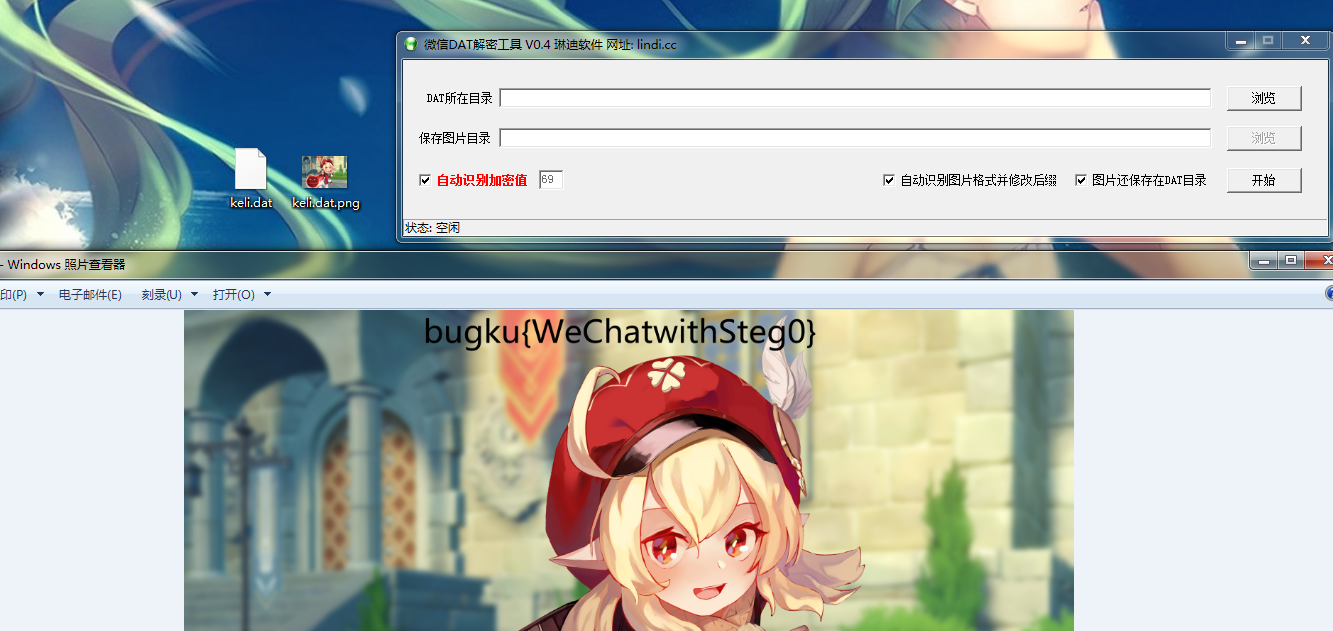 微信DAT解密工具 V0.4 琳迪软件 网址: lindi.cc
DAT所在目录
浏览
保存图片目录
浏览
自动识别加密值
69
自动识别图片格式并修改后缀
图片还保存在DAT目录
开始
状态: 空闲
keli.dat
keli.dat.png
- Windows 照片查看器
印(P)
电子邮件(E)
刻录(U)
打开(O)
bugku{WeChatwithSteg0}